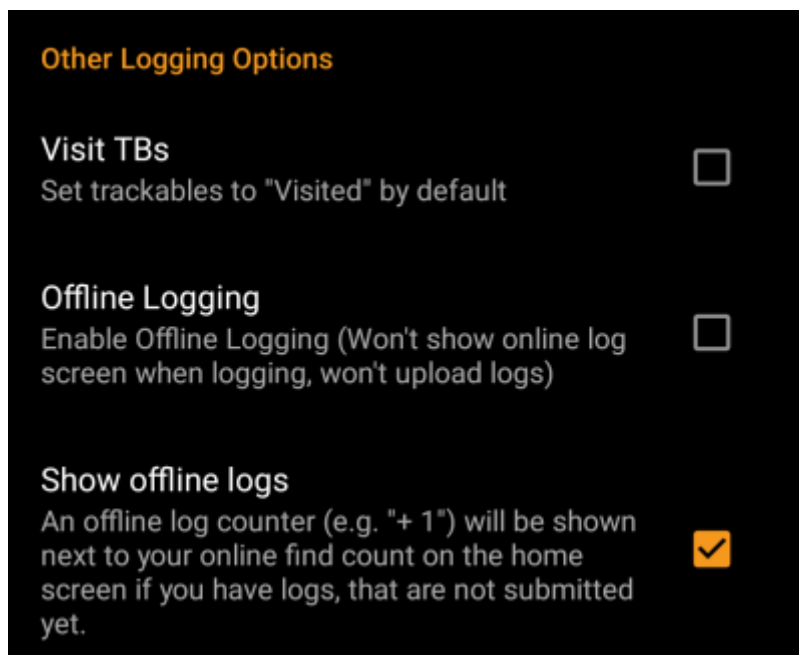 Other Logging Options
Visit TBs
Set trackables to "Visited" by default
Offline Logging
Enable Offline Logging (Won't show online log
screen when logging, won't upload logs)
Show offline logs
An offline log counter (e.g. "+ 1") will be shown
next to your online find count on the home
screen if you have logs, that are not submitted
yet.